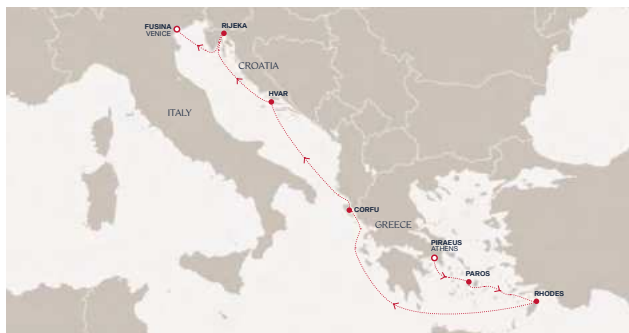 FUSINA
VENICE
RIJEKA
CROATIA
HVAR
ITALY
CORFU
GREECE
PIRAEUS
ATHENS
PAROS
RHODES